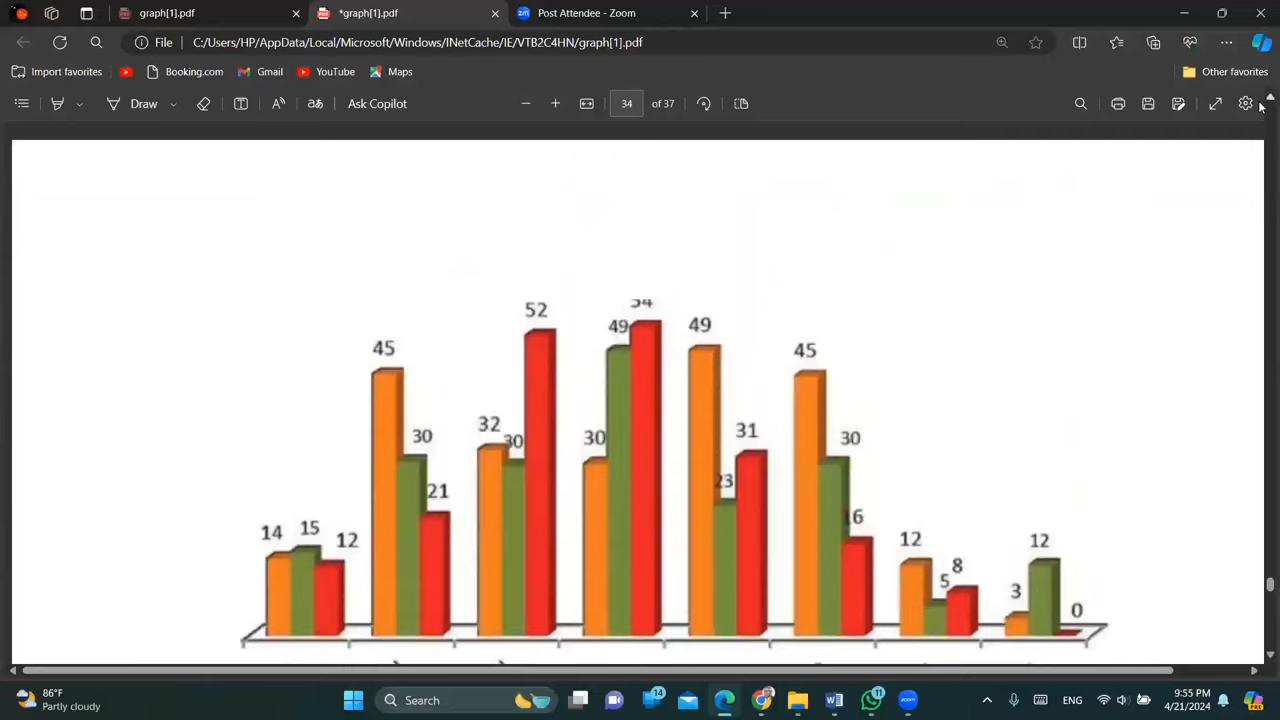 graph[1].pdf
*graph[1].pdf
Post Attendee - Zoom
File
C:/Users/HP/AppData/Local/Microsoft/Windows/INetCache/IE/VTB2C4HN/graph[1].pdf
Import favorites
Booking.com
Gmail
YouTube
Maps
Other favorites
Draw
Ask Copilot
34 of 37
14 15 12
45 30 21
32 30 52
30 49 54
49 23 31
45 30 16
12 5 8
3 12 0
86°F
Partly cloudy
Search
14
11
ENG
9:55 PM
4/21/2024